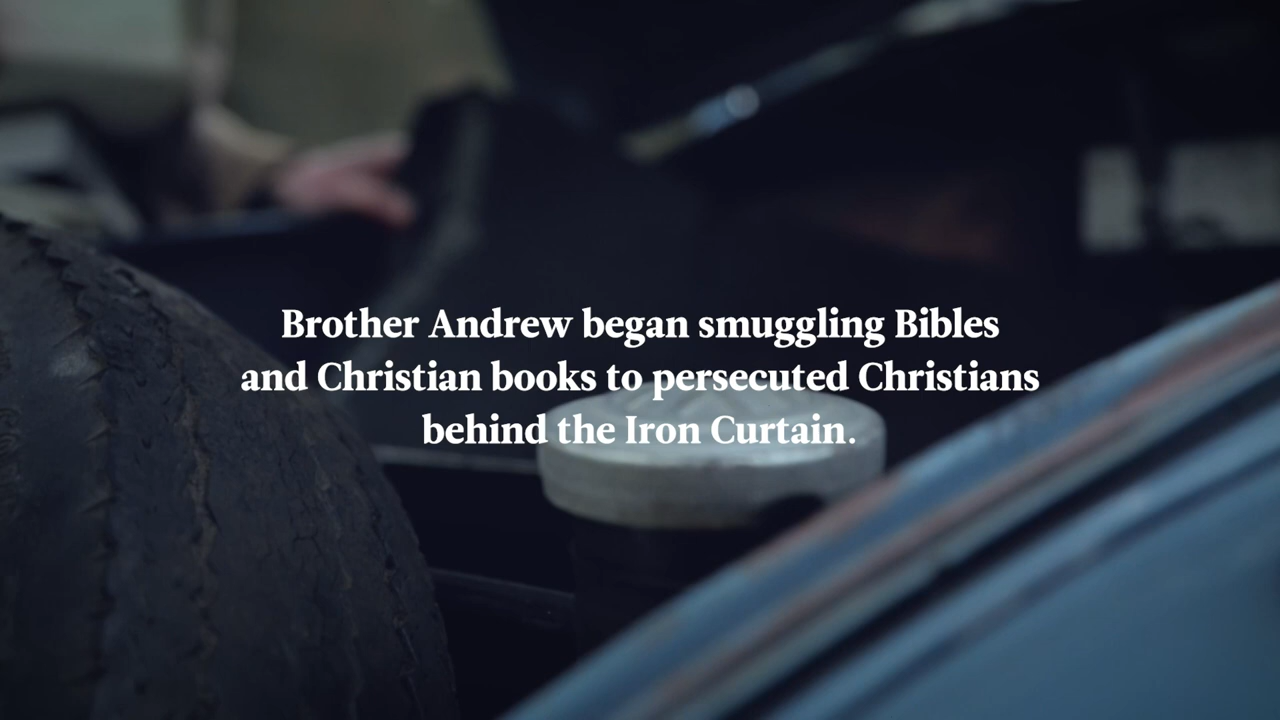 Brother Andrew began smuggling Bibles
and Christian books to persecuted Christians
behind the Iron Curtain.